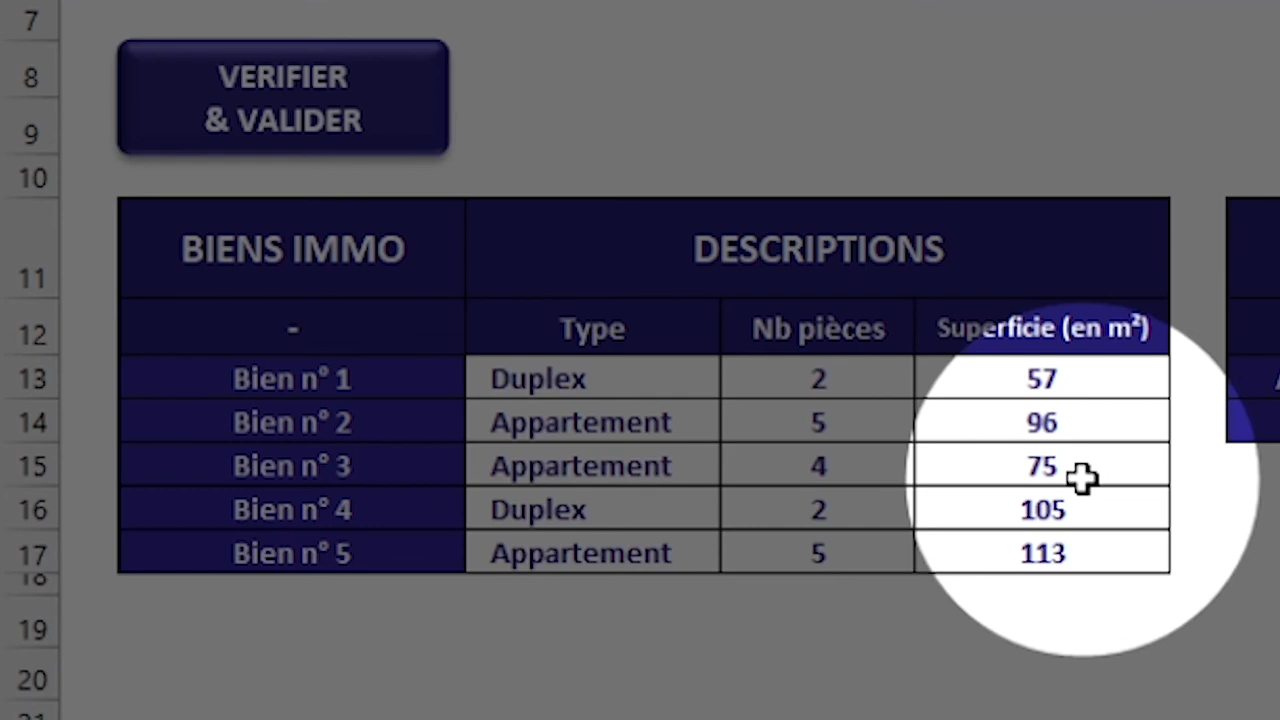 7
8
9
10
11
12
13
14
15
16
17
18
19
20
VERIFIER
& VALIDER
BIENS IMMO DESCRIPTIONS
- Type Nb pièces Superficie (en m²)
Bien n° 1 Duplex 2 57
Bien n° 2 Appartement 5 96
Bien n° 3 Appartement 4 75
Bien n° 4 Duplex 2 105
Bien n° 5 Appartement 5 113